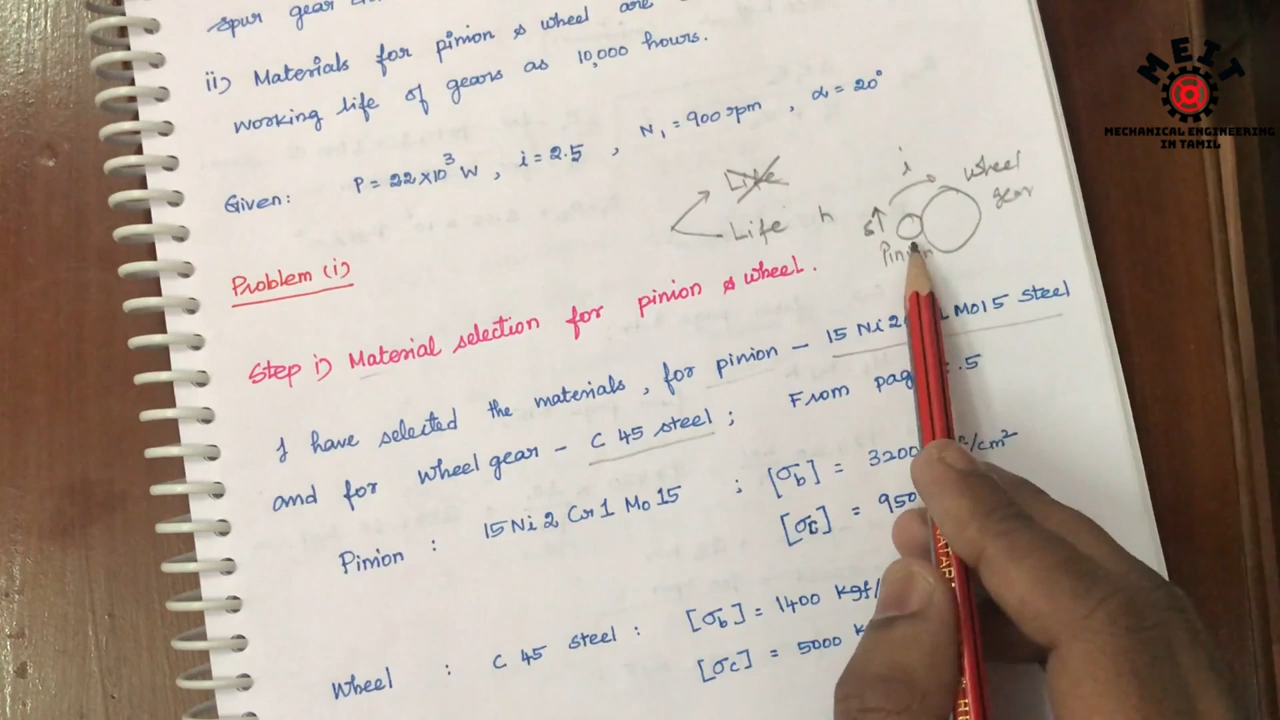 spur gear
ii) Materials for pinion & wheel are
working life of gears as 10,000 hours.
Given: P = 22×10³ W, i = 2.5, N₁ = 900 rpm, α = 20°
Life
Life h
i
wheel
gear
Pinion
Problem (i)
Step i) Material selection for pinion & wheel.
I have selected the materials, for pinion – 15 Ni 2 Mo15 Steel
and for wheel gear – C 45 steel; From page .5
Pinion : 15 Ni 2 Cr 1 Mo 15 ; [σb] = 3200 /cm²
[σc] = 950
Wheel : C 45 steel : [σb] = 1400 kgf/
[σc] = 5000 k
MEIT
MECHANICAL ENGINEERING
IN TAMIL